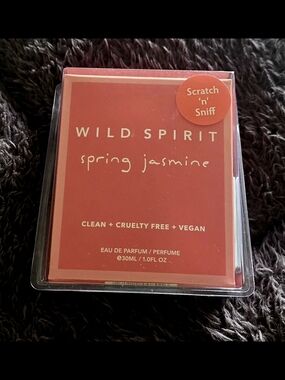 Scratch
'n'
Sniff
WILD SPIRIT
spring jasmine
CLEAN + CRUELTY FREE + VEGAN
EAU DE PARFUM / PERFUME
℮30ML / 1.0FL OZ